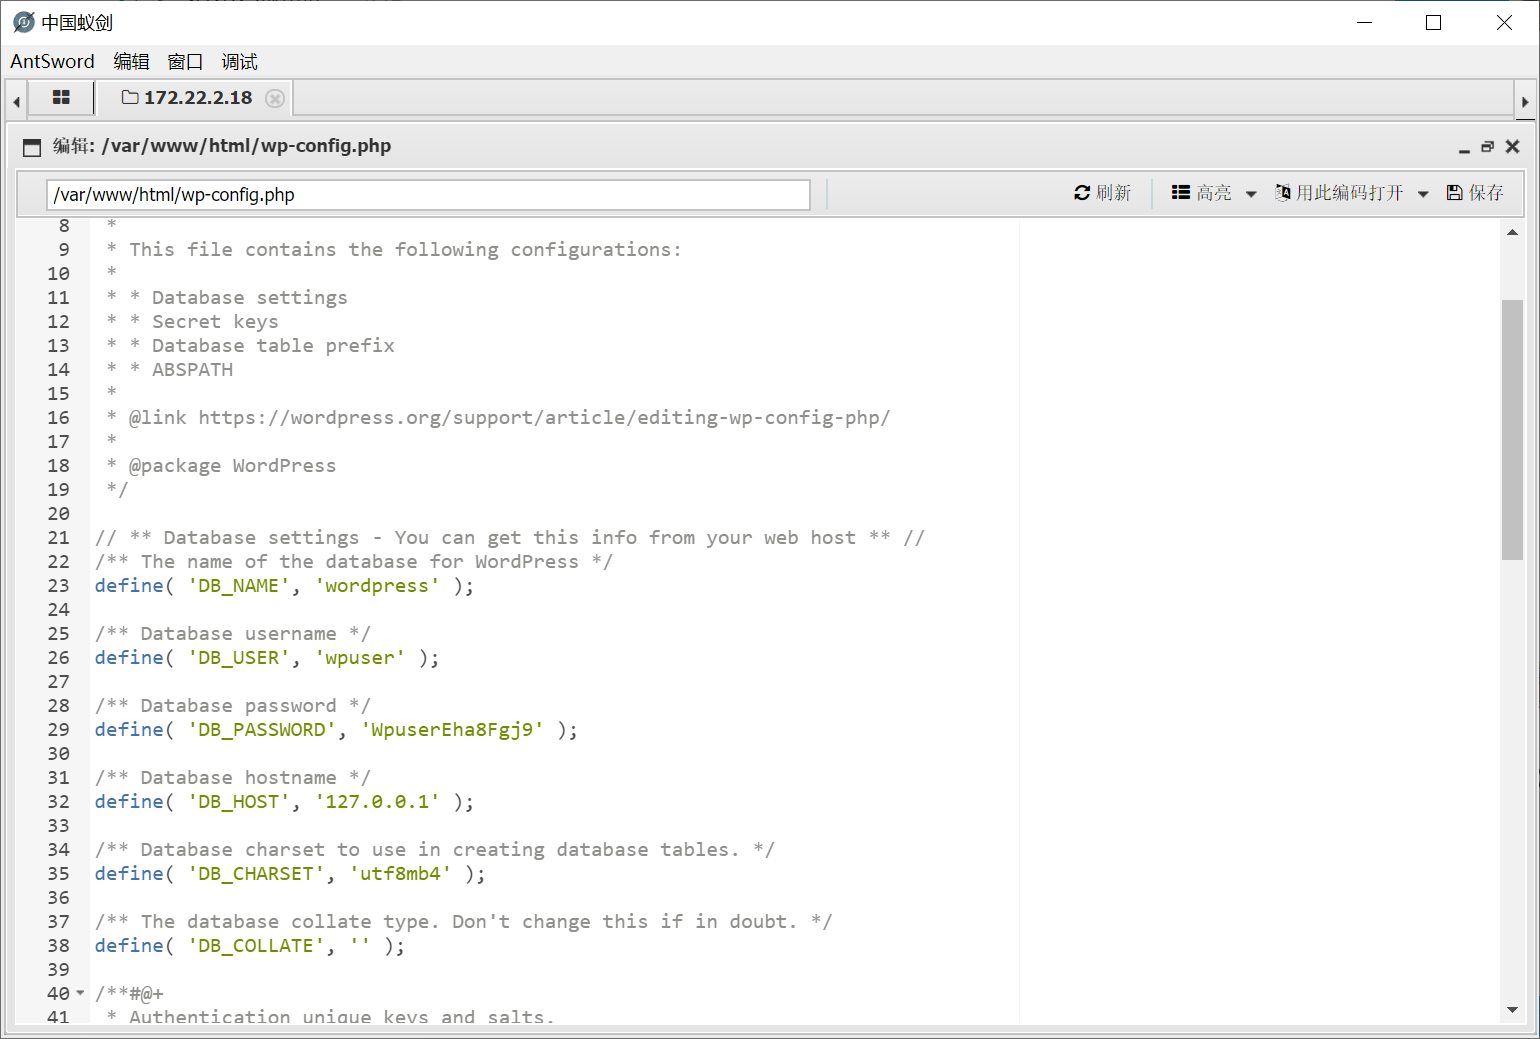 中国蚁剑
AntSword 编辑 窗口 调试
172.22.2.18
编辑: /var/www/html/wp-config.php
/var/www/html/wp-config.php 刷新 高亮 用此编码打开 保存
8 *
9 * This file contains the following configurations:
10 *
11 * * Database settings
12 * * Secret keys
13 * * Database table prefix
14 * * ABSPATH
15 *
16 * @link https://wordpress.org/support/article/editing-wp-config-php/
17 *
18 * @package WordPress
19 */
20
21 // ** Database settings - You can get this info from your web host ** //
22 /** The name of the database for WordPress */
23 define( 'DB_NAME', 'wordpress' );
24
25 /** Database username */
26 define( 'DB_USER', 'wpuser' );
27
28 /** Database password */
29 define( 'DB_PASSWORD', 'WpuserEha8Fgj9' );
30
31 /** Database hostname */
32 define( 'DB_HOST', '127.0.0.1' );
33
34 /** Database charset to use in creating database tables. */
35 define( 'DB_CHARSET', 'utf8mb4' );
36
37 /** The database collate type. Don't change this if in doubt. */
38 define( 'DB_COLLATE', '' );
39
40 /**#@+
41 * Authentication unique keys and salts.